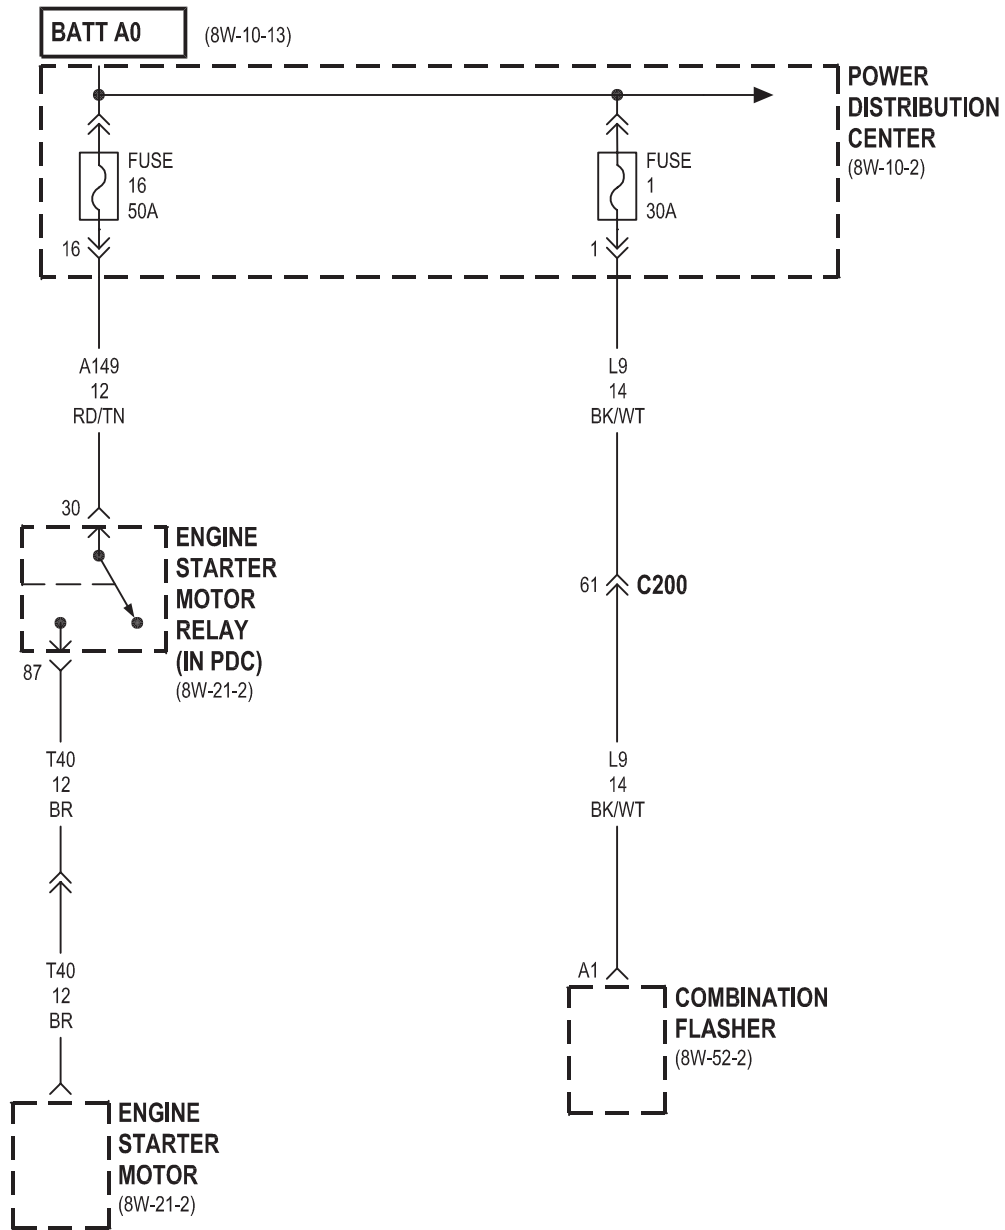 BATT A0
(8W-10-13)
POWER
DISTRIBUTION
CENTER
(8W-10-2)
FUSE
16
50A
FUSE
1
30A
16
1
A149
12
RD/TN
L9
14
BK/WT
30
ENGINE
STARTER
MOTOR
RELAY
(IN PDC)
(8W-21-2)
87
61
C200
T40
12
BR
L9
14
BK/WT
T40
12
BR
A1
COMBINATION
FLASHER
(8W-52-2)
ENGINE
STARTER
MOTOR
(8W-21-2)